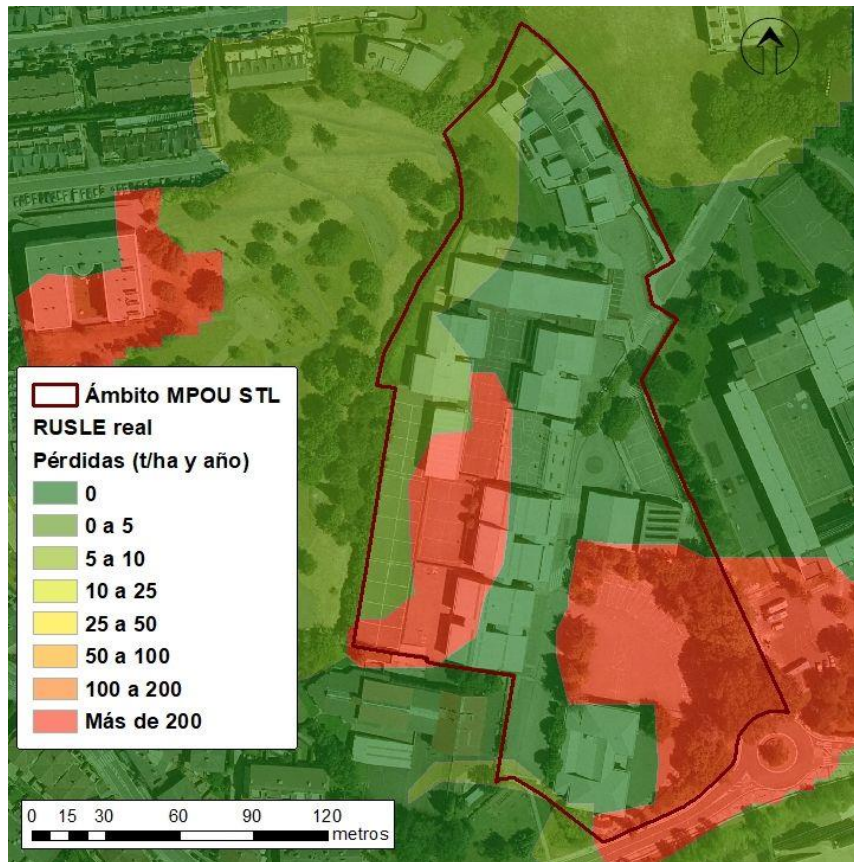 Ámbito MPOU STL
RUSLE real
Pérdidas (t/ha y año)
0
0 a 5
5 a 10
10 a 25
25 a 50
50 a 100
100 a 200
Más de 200
0 15 30 60 90 120
metros